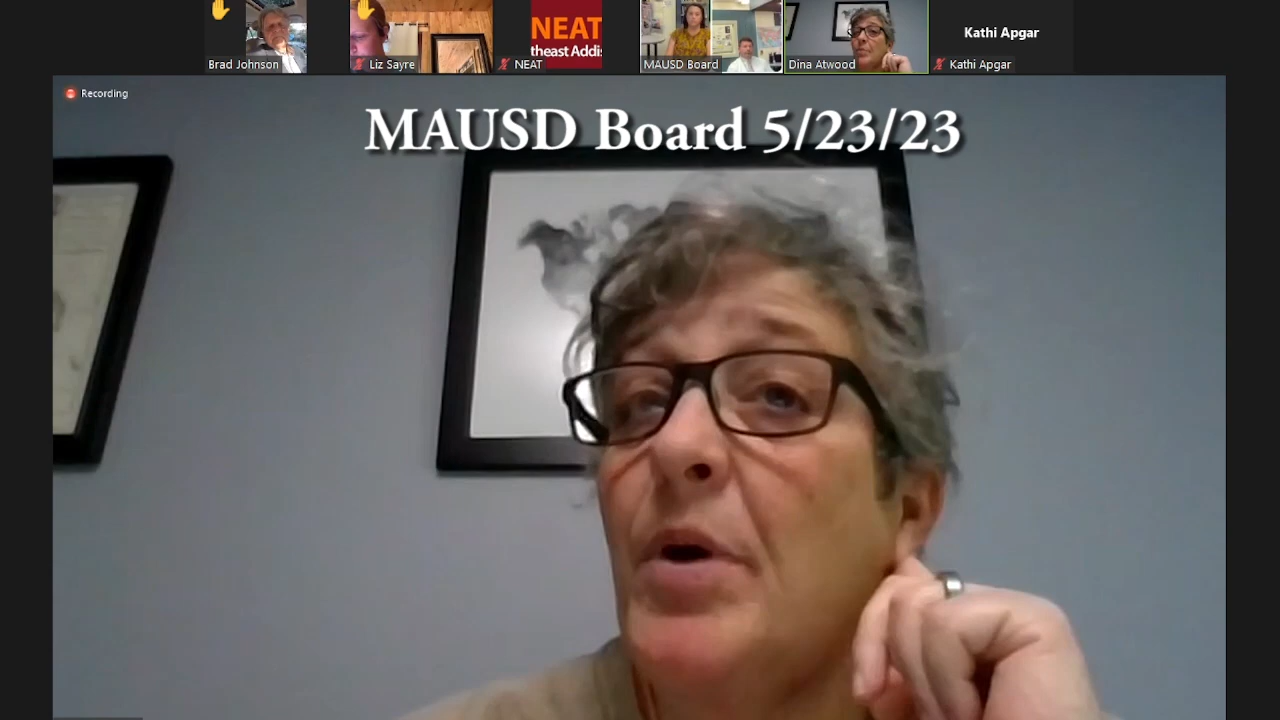 Brad Johnson
Liz Sayre
NEAT
theast Addi
NEAT
MAUSD Board
Dina Atwood
Kathi Apgar
Kathi Apgar
Recording
MAUSD Board 5/23/23